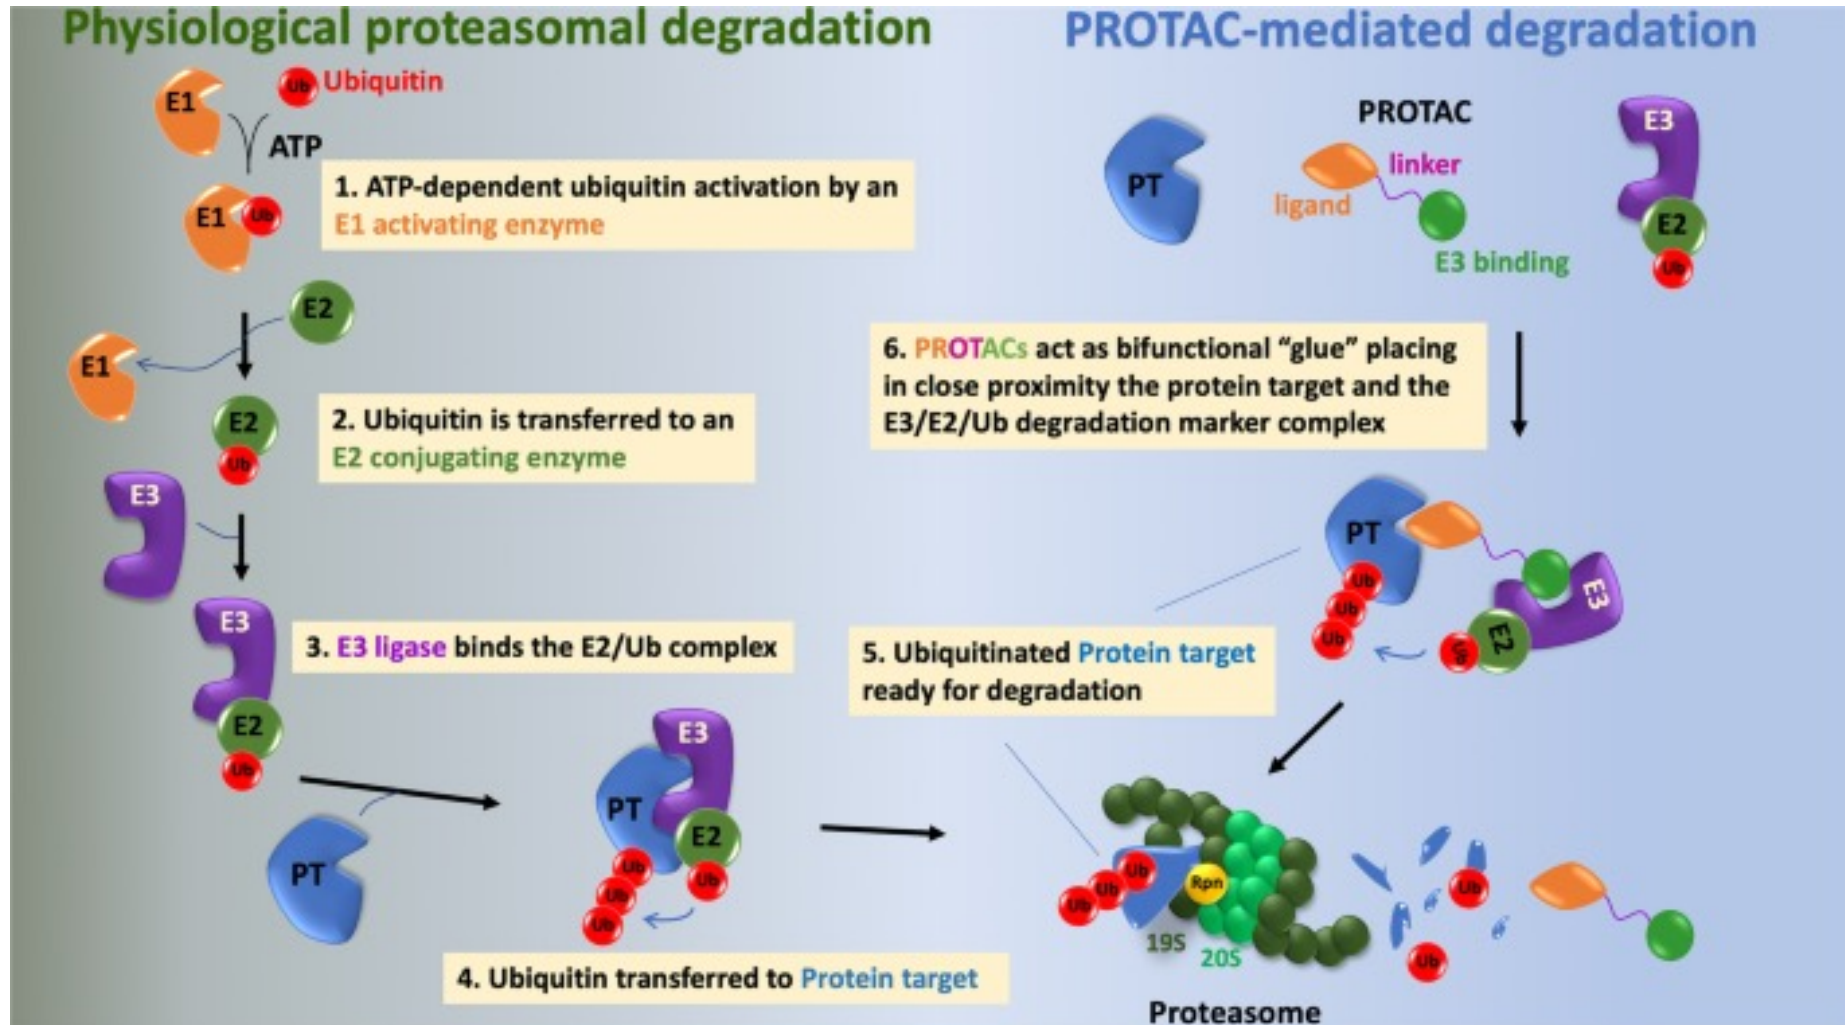 Physiological proteasomal degradation
E1
Ub
Ubiquitin
ATP
E1
Ub
1. ATP-dependent ubiquitin activation by an
E1 activating enzyme
E2
E1
E2
Ub
2. Ubiquitin is transferred to an
E2 conjugating enzyme
E3
E3
E2
Ub
3. E3 ligase binds the E2/Ub complex
PT
E3
PT
E2
Ub
Ub
Ub
Ub
4. Ubiquitin transferred to Protein target
PROTAC-mediated degradation
PT
PROTAC
linker
ligand
E3 binding
E3
E2
Ub
6. PROTACs act as bifunctional “glue” placing
in close proximity the protein target and the
E3/E2/Ub degradation marker complex
PT
Ub
Ub
Ub
E3
E2
Ub
5. Ubiquitinated Protein target
ready for degradation
Ub
Ub
Ub
Rpn
19S
20S
Ub
Ub
Proteasome